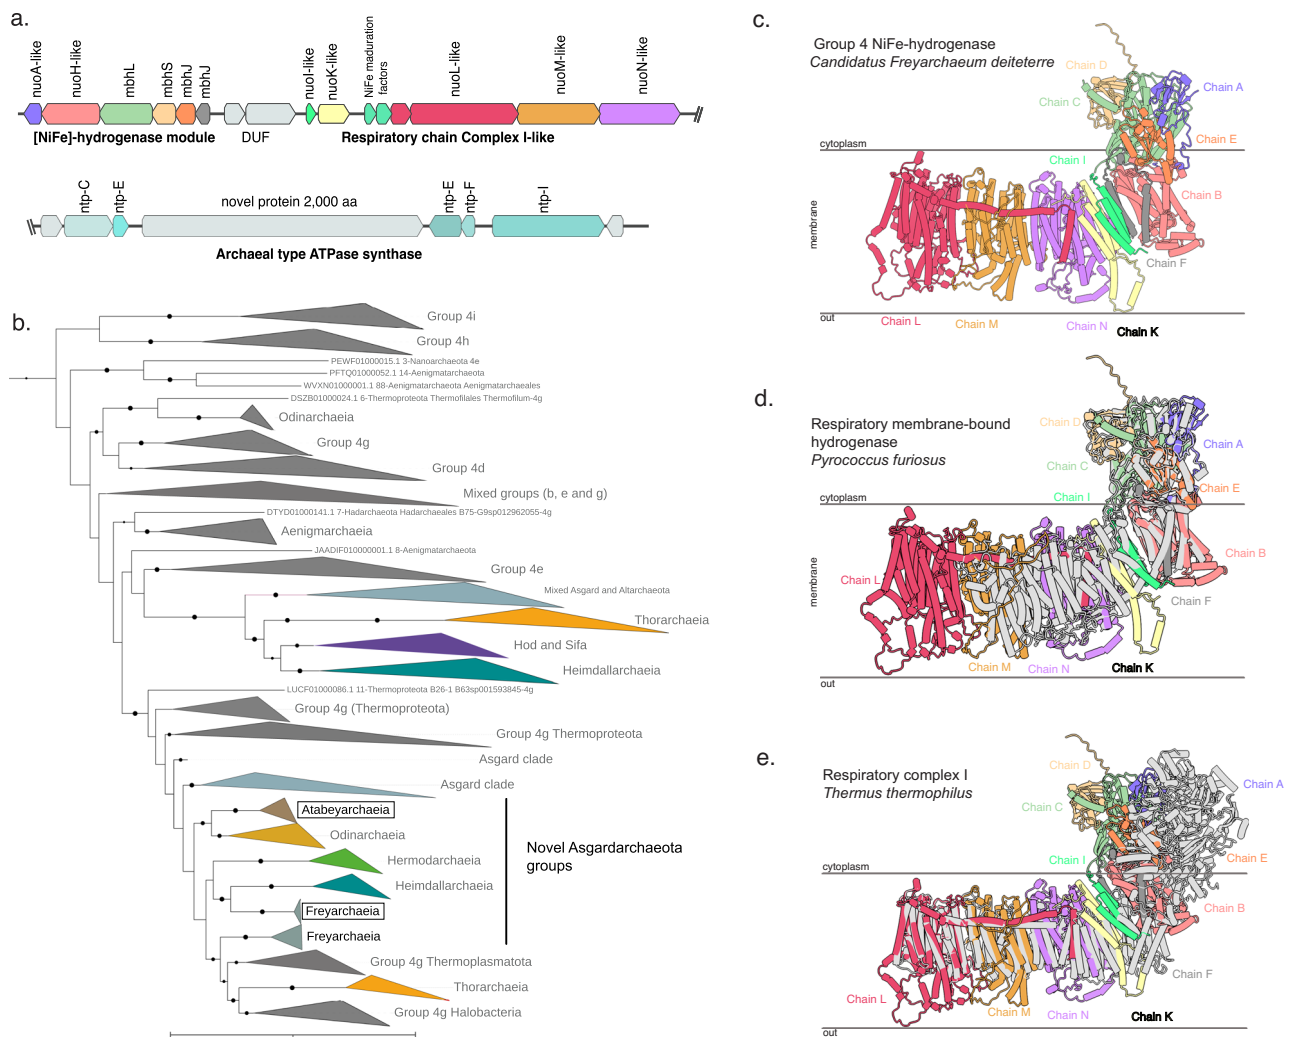 a.
nuoA-like
nuoH-like
mbhL
mbhS
mbhJ
mbhJ
nuoI-like
nuoK-like
NiFe maduration
factors
nuoL-like
nuoM-like
nuoN-like
[NiFe]-hydrogenase module
DUF
Respiratory chain Complex I-like
ntp-C
ntp-E
novel protein 2,000 aa
ntp-E
ntp-F
ntp-I
Archaeal type ATPase synthase
b.
Group 4i
Group 4h
PEWF01000015.1 3-Nanoarchaeota 4e
PFTQ01000052.1 14-Aenigmatarchaeota
WVXN01000001.1 88-Aenigmatarchaeota Aenigmatarchaeales
DSZB01000024.1 6-Thermoproteota Thermofilales Thermofilum-4g
Odinarchaeia
Group 4g
Group 4d
Mixed groups (b, e and g)
DTYD01000141.1 7-Hadarchaeota Hadarchaeales B75-G9sp012962055-4g
Aenigmarchaeia
JAADIF010000001.1 8-Aenigmatarchaeota
Group 4e
Mixed Asgard and Altarchaeota
Thorarchaeia
Hod and Sifa
Heimdallarchaeia
LUCF01000086.1 11-Thermoproteota B26-1 B63sp001593845-4g
Group 4g (Thermoproteota)
Group 4g Thermoproteota
Asgard clade
Asgard clade
Atabeyarchaeia
Odinarchaeia
Hermodarchaeia
Heimdallarchaeia
Freyarchaeia
Freyarchaeia
Novel Asgardarchaeota
groups
Group 4g Thermoplasmatota
Thorarchaeia
Group 4g Halobacteria
c.
Group 4 NiFe-hydrogenase
Candidatus Freyarchaeum deiteterre
Chain D
Chain A
Chain C
Chain E
cytoplasm
Chain I
Chain B
membrane
Chain F
out
Chain L
Chain M
Chain N
Chain K
d.
Respiratory membrane-bound
hydrogenase
Pyrococcus furiosus
Chain D
Chain A
Chain C
Chain E
cytoplasm
Chain I
Chain B
membrane
Chain L
Chain F
Chain M
Chain N
Chain K
out
e.
Respiratory complex I
Thermus thermophilus
Chain D
Chain A
Chain C
Chain E
cytoplasm
Chain I
Chain B
Chain F
Chain L
Chain M
Chain N
Chain K
out